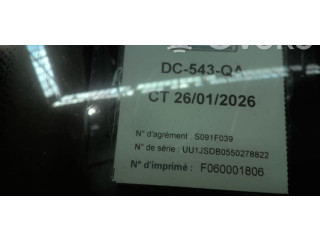 DC-543-QA
CT 26/01/2026
N° d'agrément : S091F039
N° de série : UU1JSDB0550278822
N° d'imprimé : F060001806